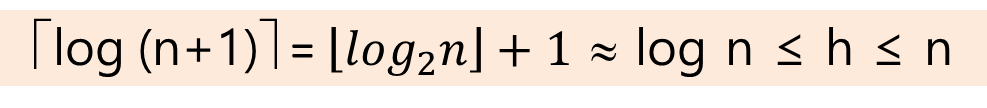 ⌈log (n+1)⌉ = ⌊log₂n⌋ + 1 ≈ log n ≤ h ≤ n